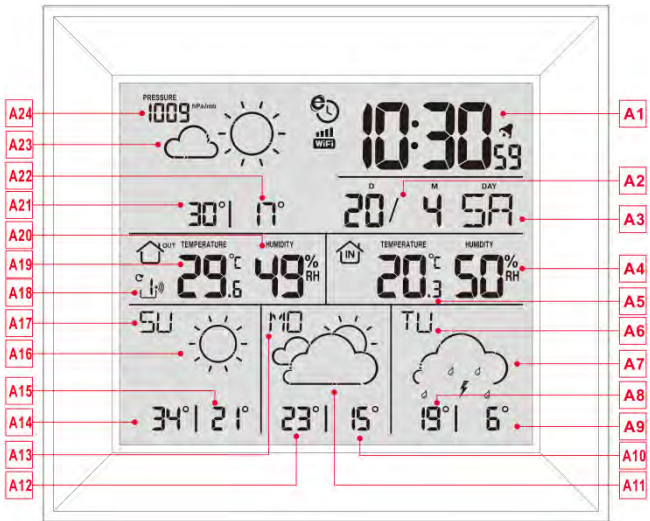 PRESSURE
A24 1009 hPa/mb 10:30 59 A1
A23 WiFi
A22 D M DAY A2
A21 30° 17° 20/ 4 SA A3
A20
OUT TEMPERATURE HUMIDITY IN TEMPERATURE HUMIDITY
A19 29.6°C 49% RH 20.3°C 50% RH A4
A18 A5
A17 SU MO TU A6
A16 A7
A15 A8
A14 34° 21° 23° 15° 19° 6° A9
A13 A10
A12 A11